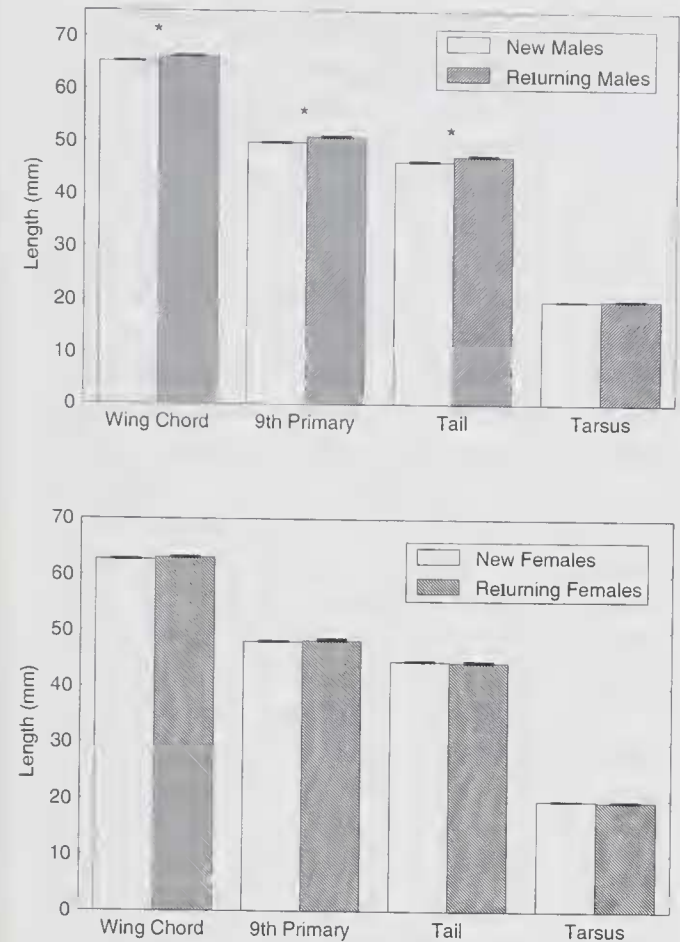 70
60
50
40
30
20
10
0
Length (mm)
*
*
*
New Males
Returning Males
Wing Chord
9th Primary
Tail
Tarsus
70
60
50
40
30
20
10
0
Length (mm)
New Females
Returning Females
Wing Chord
9th Primary
Tail
Tarsus